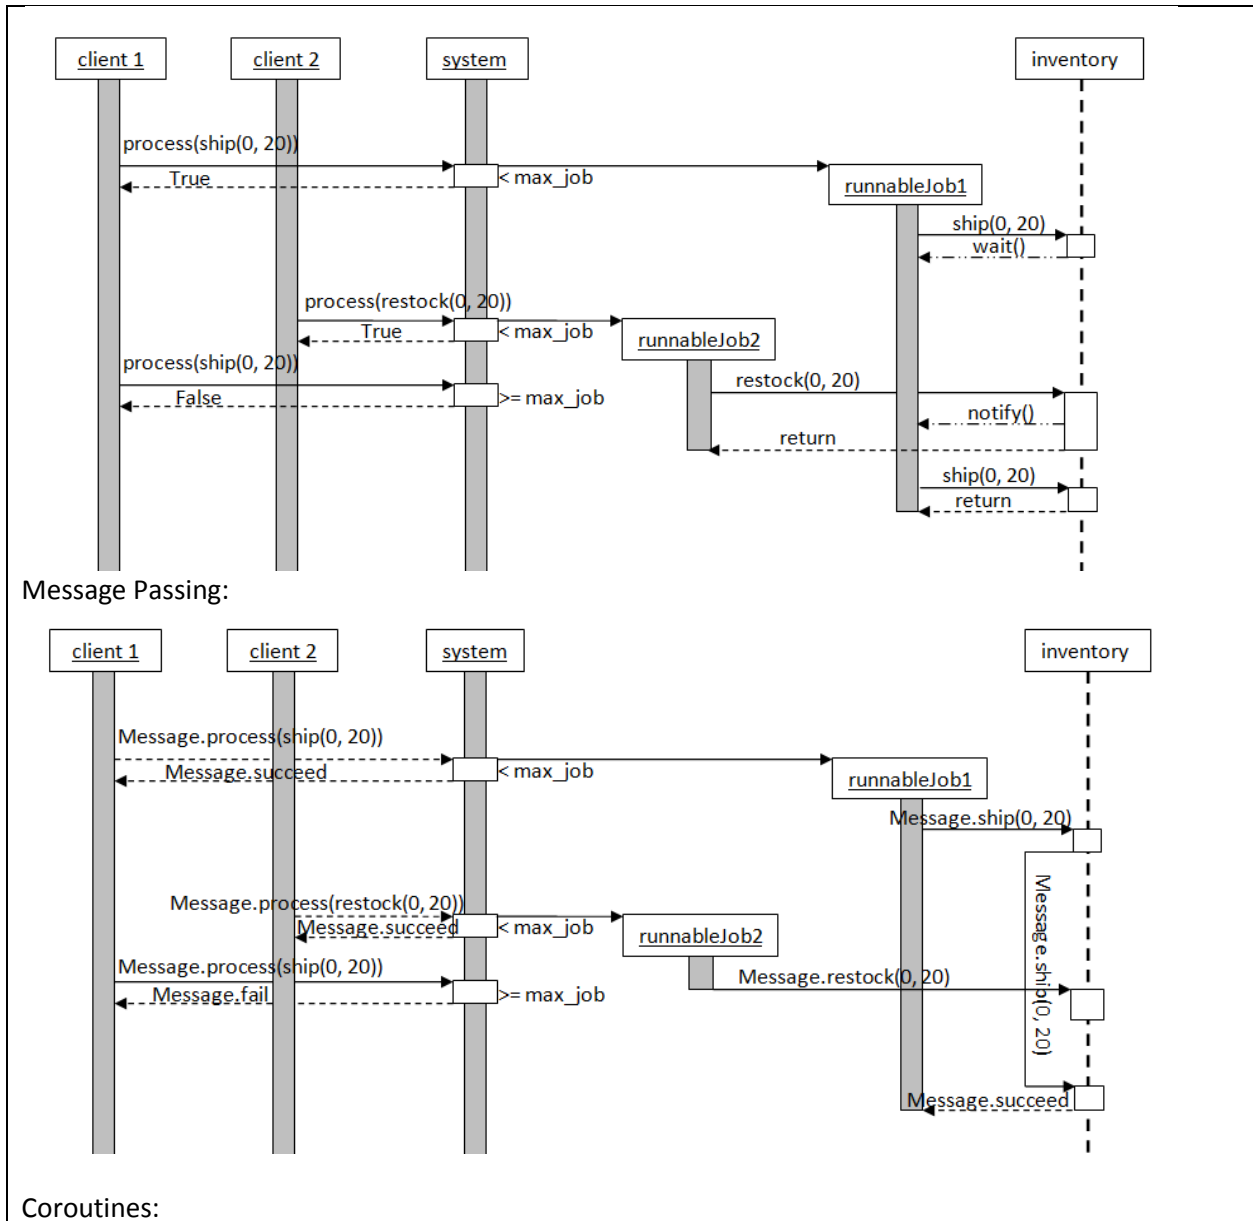 client 1
client 2
system
inventory
process(ship(0, 20))
True
< max_job
runnableJob1
ship(0, 20)
wait()
process(restock(0, 20))
True
< max_job
runnableJob2
process(ship(0, 20))
False
>= max_job
restock(0, 20)
notify()
return
ship(0, 20)
return
Message Passing:
client 1
client 2
system
inventory
Message.process(ship(0, 20))
Message.succeed
< max_job
runnableJob1
Message.ship(0, 20)
Message.ship(0, 20)
Message.process(restock(0, 20))
Message.succeed
< max_job
runnableJob2
Message.process(ship(0, 20))
Message.fail
>= max_job
Message.restock(0, 20)
Message.succeed
Coroutines: